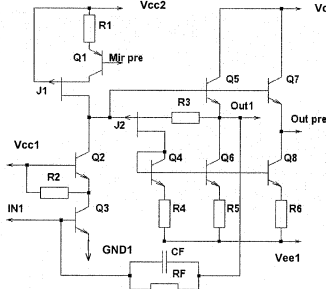 Vcc2
R1
Q1
Mir pre
J1
Q5
Q7
R3
Out1
J2
Out pre
Vcc1
Q2
Q4
Q6
Q8
R2
IN1
Q3
R4
R5
R6
GND1
CF
Vee1
RF